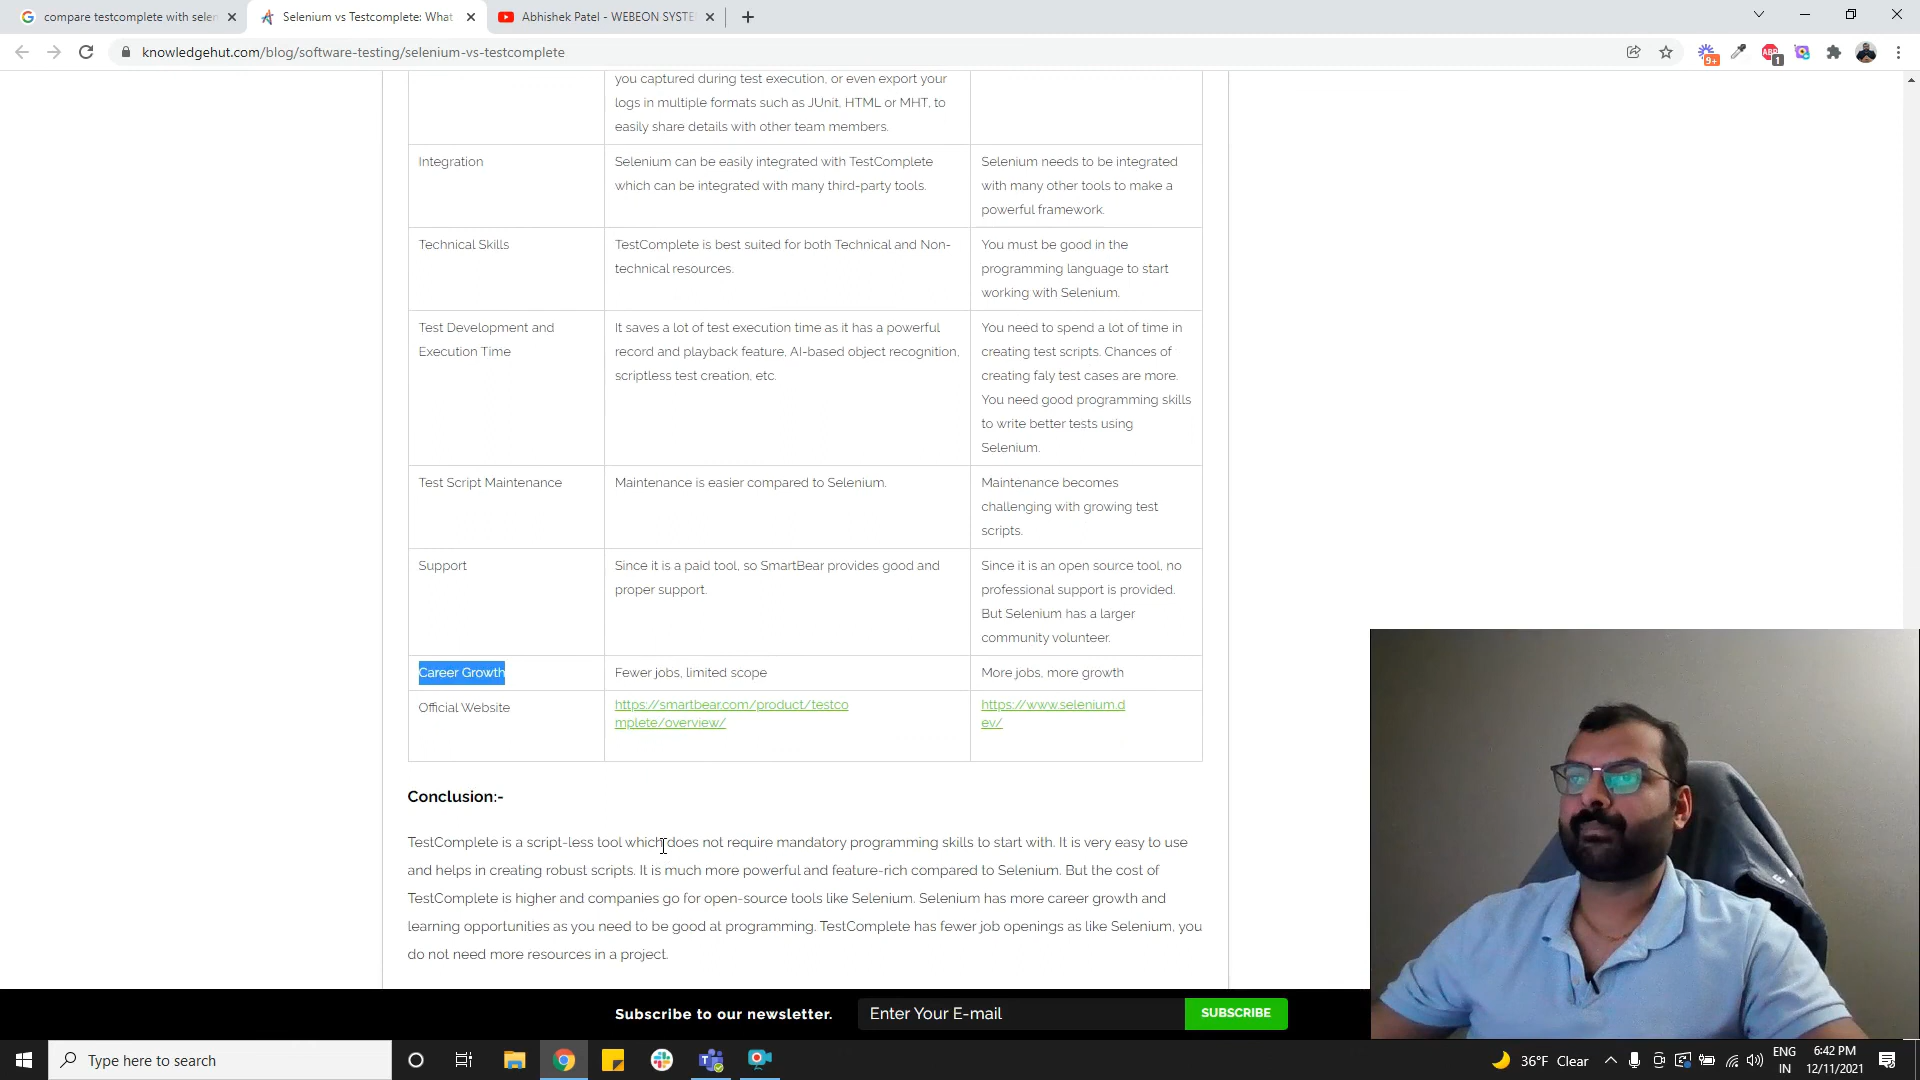 compare testcomplete with selen
Selenium vs Testcomplete: What
Abhishek Patel - WEBEON SYSTE
knowledgehut.com/blog/software-testing/selenium-vs-testcomplete
9+
ABP
1
you captured during test execution, or even export your
logs in multiple formats such as JUnit, HTML or MHT, to
easily share details with other team members.
Integration
Selenium can be easily integrated with TestComplete
which can be integrated with many third-party tools.
Selenium needs to be integrated
with many other tools to make a
powerful framework.
Technical Skills
TestComplete is best suited for both Technical and Non-
technical resources.
You must be good in the
programming language to start
working with Selenium.
Test Development and
Execution Time
It saves a lot of test execution time as it has a powerful
record and playback feature, AI-based object recognition,
scriptless test creation, etc.
You need to spend a lot of time in
creating test scripts. Chances of
creating faly test cases are more.
You need good programming skills
to write better tests using
Selenium.
Test Script Maintenance
Maintenance is easier compared to Selenium.
Maintenance becomes
challenging with growing test
scripts.
Support
Since it is a paid tool, so SmartBear provides good and
proper support.
Since it is an open source tool, no
professional support is provided.
But Selenium has a larger
community volunteer.
Career Growth
Fewer jobs, limited scope
More jobs, more growth
Official Website
https://smartbear.com/product/testco
mplete/overview/
https://www.selenium.d
ev/
Conclusion:-
TestComplete is a script-less tool which does not require mandatory programming skills to start with. It is very easy to use
and helps in creating robust scripts. It is much more powerful and feature-rich compared to Selenium. But the cost of
TestComplete is higher and companies go for open-source tools like Selenium. Selenium has more career growth and
learning opportunities as you need to be good at programming. TestComplete has fewer job openings as like Selenium, you
do not need more resources in a project.
Subscribe to our newsletter.
Enter Your E-mail
SUBSCRIBE
Type here to search
36°F Clear
ENG
IN
6:42 PM
12/11/2021